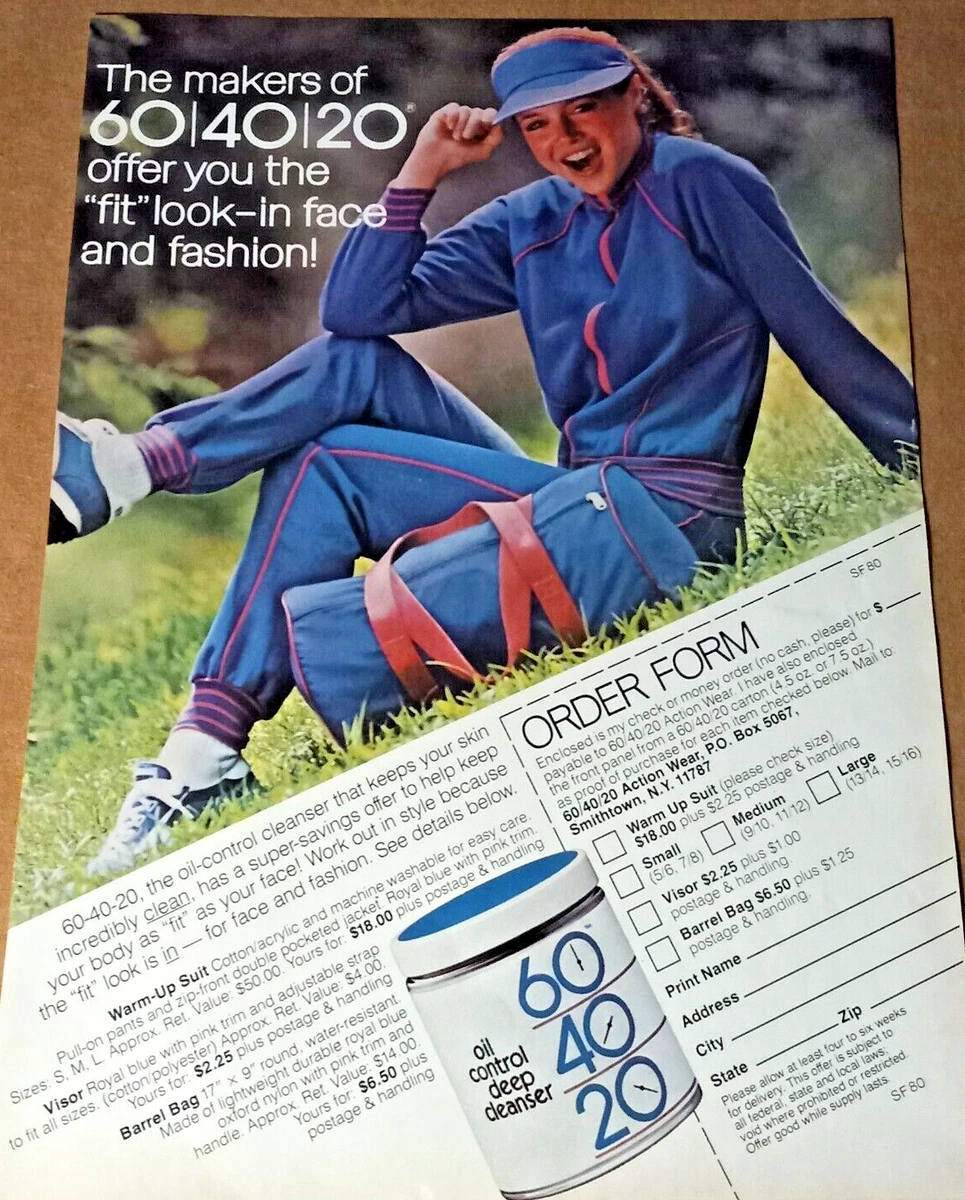 The makers of
60|40|20®
offer you the
“fit” look–in face
and fashion!
60-40-20, the oil-control cleanser that keeps your skin
incredibly clean, has a super-savings offer to help keep
your body as “fit” as your face! Work out in style because
the “fit” look is in — for face and fashion. See details below.
Warm-Up Suit Cotton/acrylic and machine washable for easy care.
Pull-on pants and zip-front double pocketed jacket. Royal blue with pink trim.
Sizes: S, M, L. Approx. Ret. Value: $50.00. Yours for: $18.00 plus postage & handling
Visor Royal blue with pink trim and adjustable strap
to fit all sizes. (cotton/polyester) Approx. Ret. Value: $4.00.
Yours for: $2.25 plus postage & handling
Barrel Bag 17" x 9" round, water-resistant.
Made of lightweight durable royal blue
oxford nylon with pink trim and
handle. Approx. Ret. Value: $14.00.
Yours for: $6.50 plus
postage & handling
oil
control
deep
cleanser
60™
40
20
SF80
ORDER FORM
Enclosed is my check or money order (no cash, please) for $
payable to 60/40/20 Action Wear. I have also enclosed
the front panel from a 60/40/20 carton (4.5 oz. or 7.5 oz.)
as proof of purchase for each item checked below. Mail to:
60/40/20 Action Wear, P.O. Box 5067,
Smithtown, N.Y. 11787
Warm Up Suit (please check size)
$18.00 plus $2.25 postage & handling
Small
(5/6, 7/8)
Medium
(9/10, 11/12)
Large
(13/14, 15/16)
Visor $2.25 plus $1.00
postage & handling.
Barrel Bag $6.50 plus $1.25
postage & handling.
Print Name
Address
City
State
Zip
Please allow at least four to six weeks
for delivery. This offer is subject to
all federal, state and local laws;
void where prohibited or restricted.
Offer good while supply lasts.
SF80